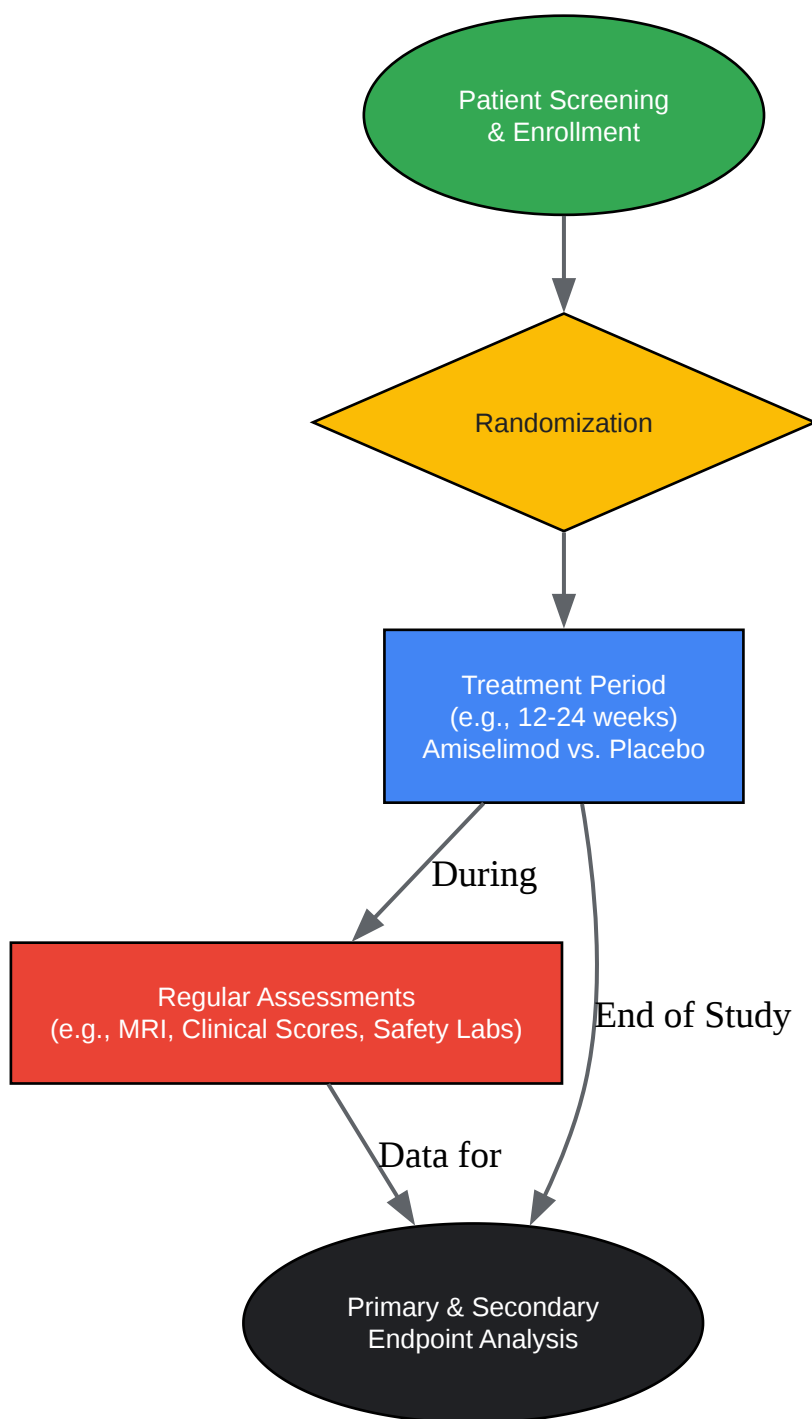 Patient Screening
& Enrollment
Randomization
Treatment Period
(e.g., 12-24 weeks)
Amiselimod vs. Placebo
During
Regular Assessments
(e.g., MRI, Clinical Scores, Safety Labs)
End of Study
Data for
Primary & Secondary
Endpoint Analysis